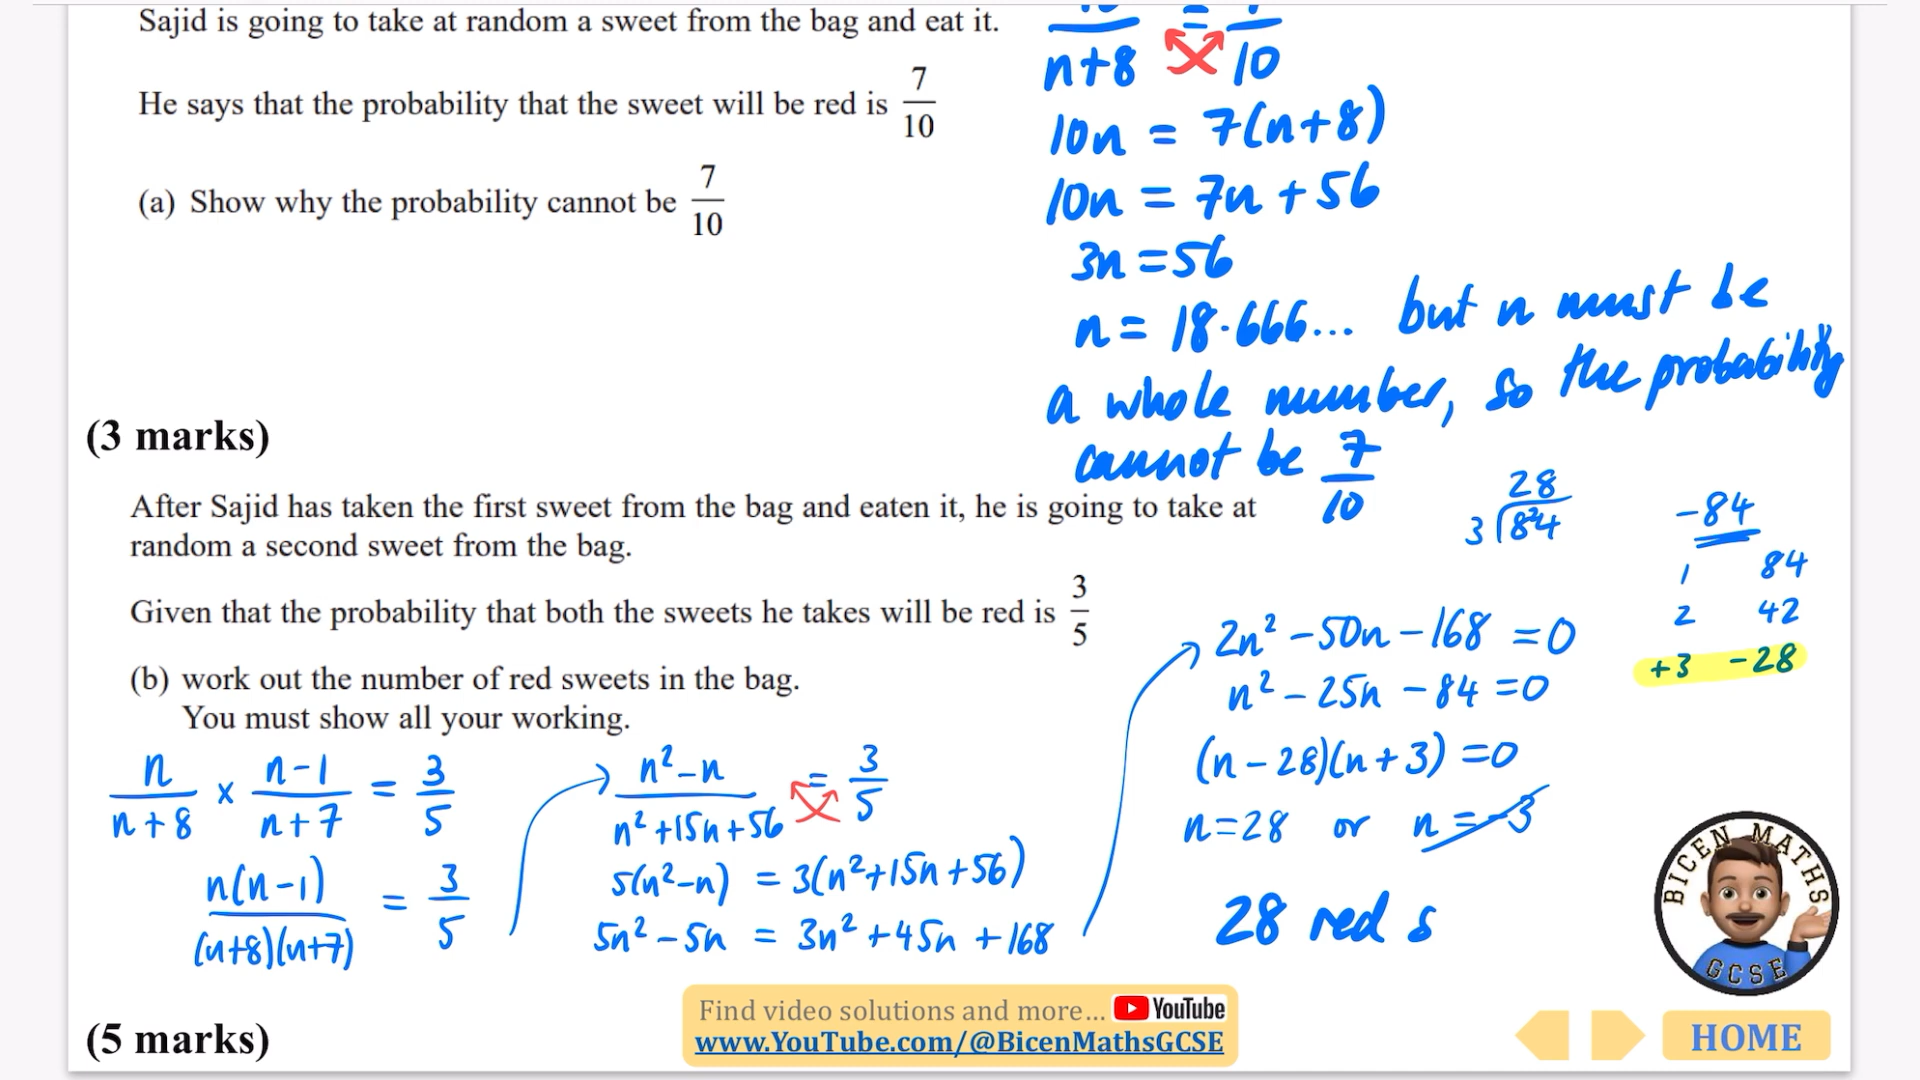 Sajid is going to take at random a sweet from the bag and eat it.
He says that the probability that the sweet will be red is 7/10
(a) Show why the probability cannot be 7/10
(3 marks)
n+8 10
10n = 7(n+8)
10n = 7n + 56
3n = 56
n = 18.666... but n must be
a whole number, so the probability
cannot be 7/10
After Sajid has taken the first sweet from the bag and eaten it, he is going to take at
random a second sweet from the bag.
Given that the probability that both the sweets he takes will be red is 3/5
(b) work out the number of red sweets in the bag.
You must show all your working.
n/n+8 x n-1/n+7 = 3/5
n(n-1)/(n+8)(n+7) = 3/5
n²-n/n²+15n+56 = 3/5
5(n²-n) = 3(n²+15n+56)
5n²-5n = 3n²+45n+168
2n²-50n-168 = 0
n²-25n-84 = 0
(n-28)(n+3) = 0
n=28 or n=-3
28 red s
28
3 8²4
-84
1 84
2 42
+3 -28
(5 marks)
Find video solutions and more... YouTube
www.YouTube.com/@BicenMathsGCSE
BICEN MATHS
GCSE
HOME